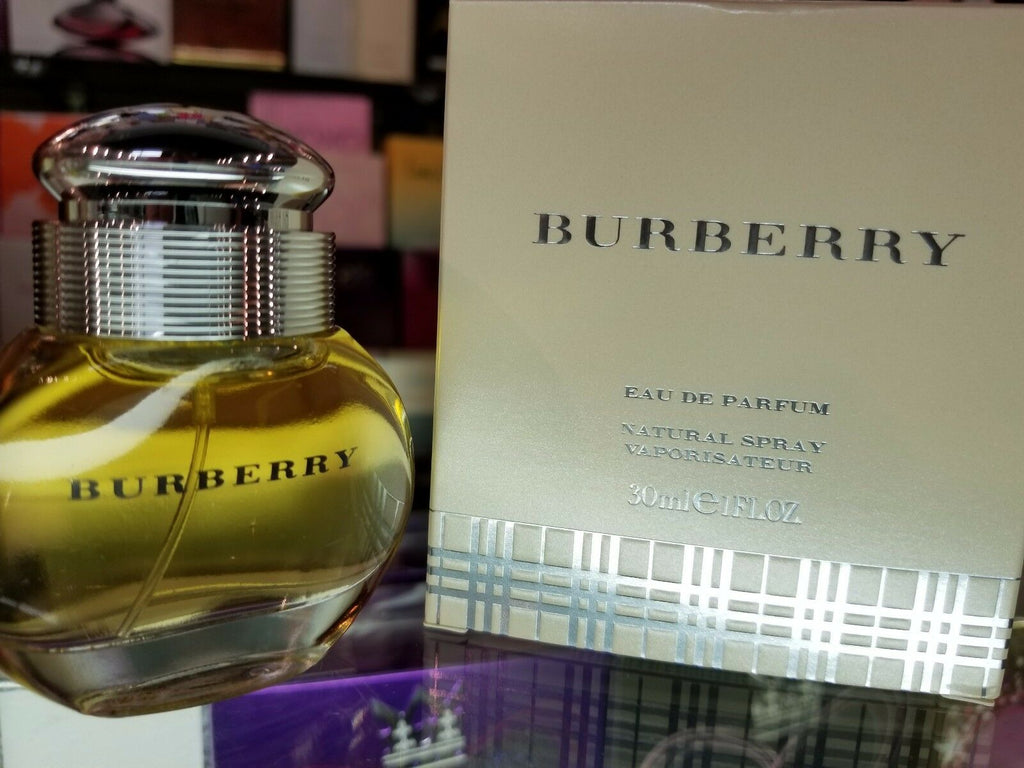 BURBERRY
BURBERRY
EAU DE PARFUM
NATURAL SPRAY
VAPORISATEUR
30ml e 1FL.OZ